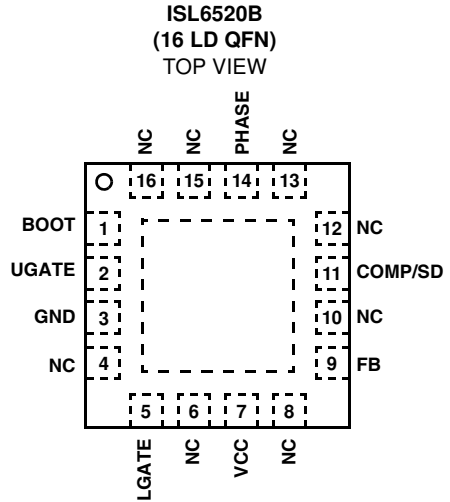 ISL6520B
(16 LD QFN)
TOP VIEW
NC
NC
PHASE
NC
16
15
14
13
BOOT 1
12 NC
UGATE 2
11 COMP/SD
GND 3
10 NC
NC 4
9 FB
5
6
7
8
LGATE
NC
VCC
NC